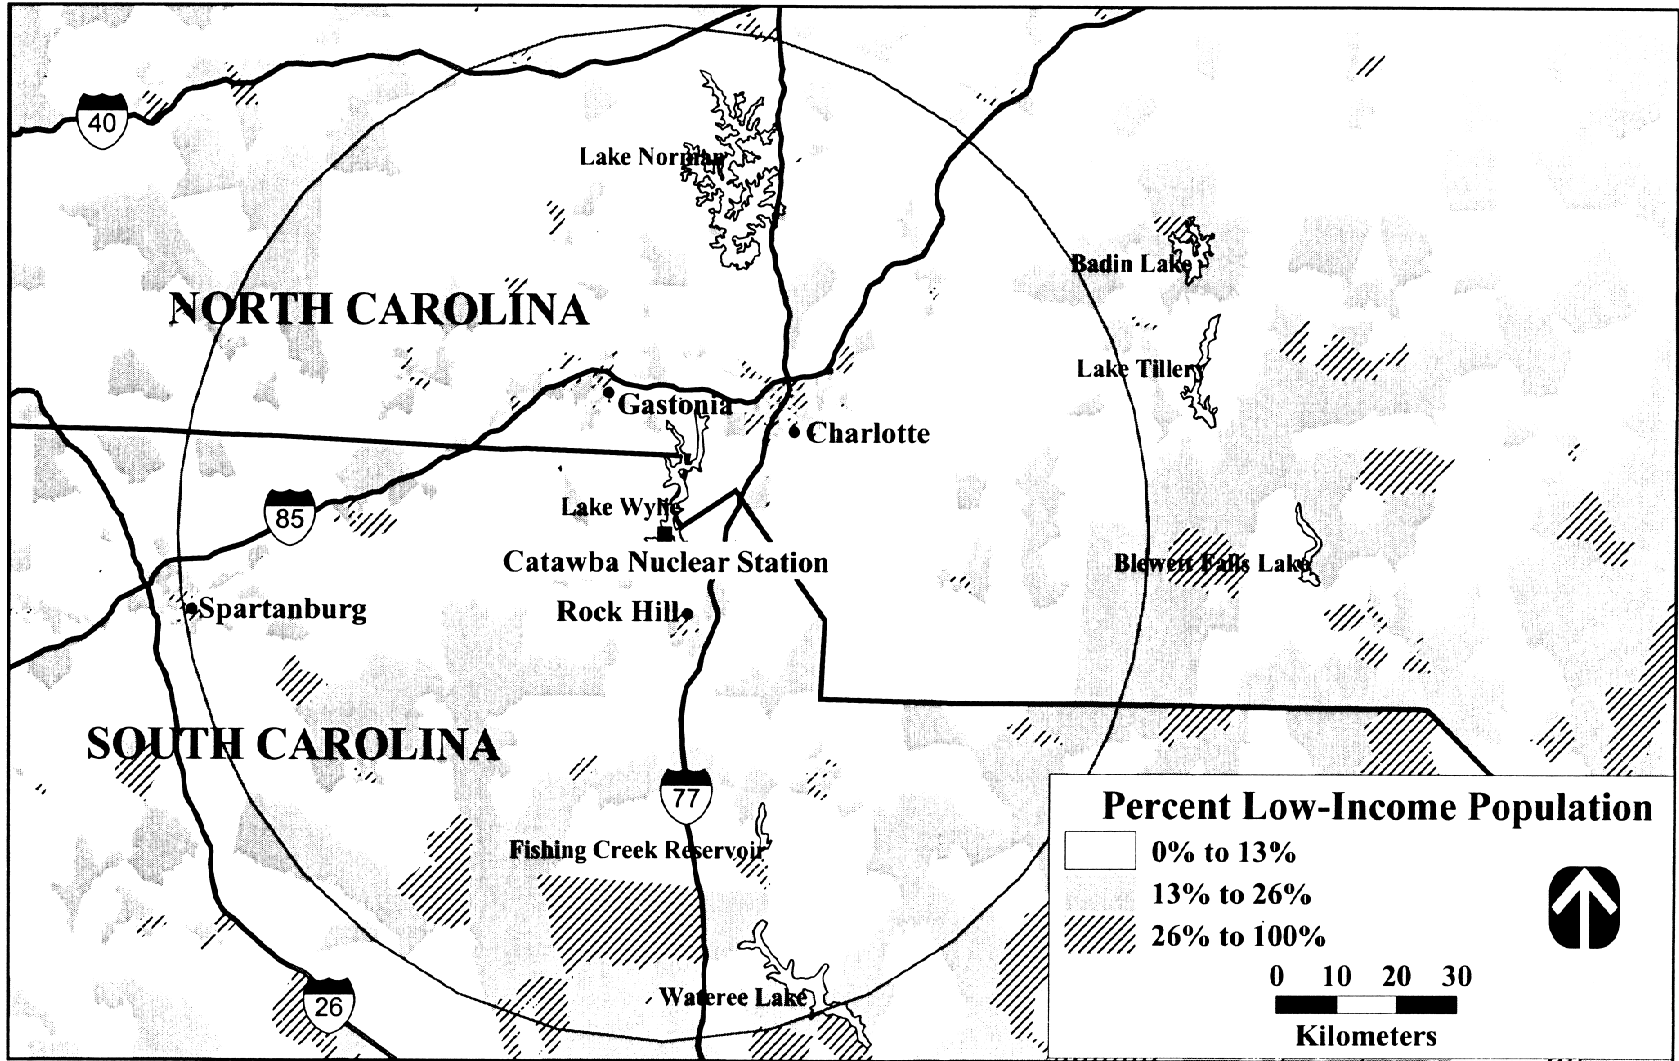 40
Lake Norman
Badin Lake
NORTH CAROLINA
Lake Tillery
Gastonia
Charlotte
85
Lake Wylie
Catawba Nuclear Station
Blewett Falls Lake
Spartanburg
Rock Hill
SOUTH CAROLINA
77
Fishing Creek Reservoir
Wateree Lake
26
Percent Low-Income Population
0% to 13%
13% to 26%
26% to 100%
0 10 20 30
Kilometers